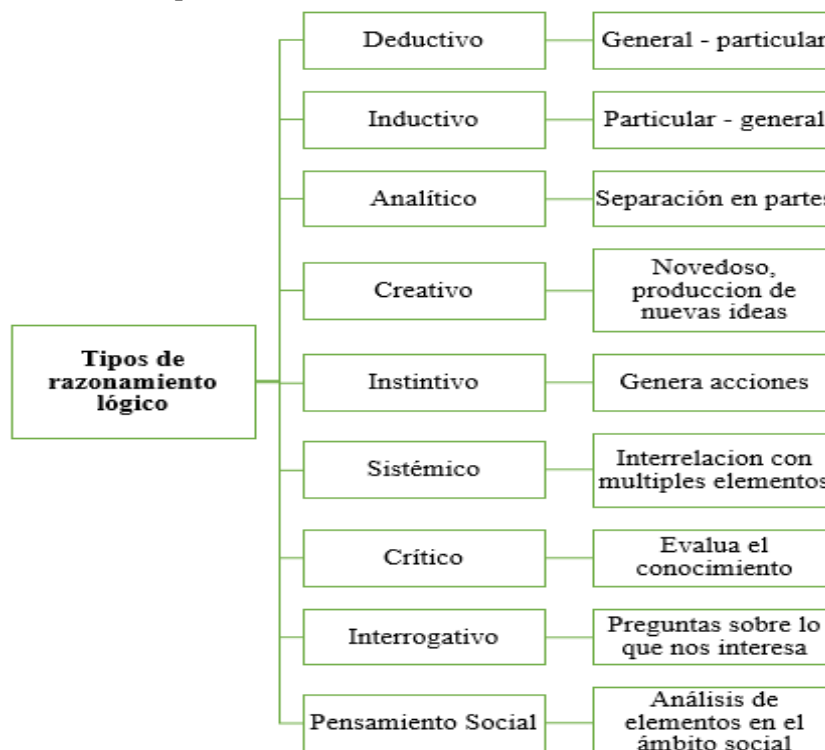 Deductivo
General - particular
Inductivo
Particular - general
Analítico
Separación en partes
Creativo
Novedoso,
produccion de
nuevas ideas
Tipos de
razonamiento
lógico
Instintivo
Genera acciones
Sistémico
Interrelacion con
multiples elementos
Crítico
Evalua el
conocimiento
Interrogativo
Preguntas sobre lo
que nos interesa
Pensamiento Social
Análisis de
elementos en el
ámbito social